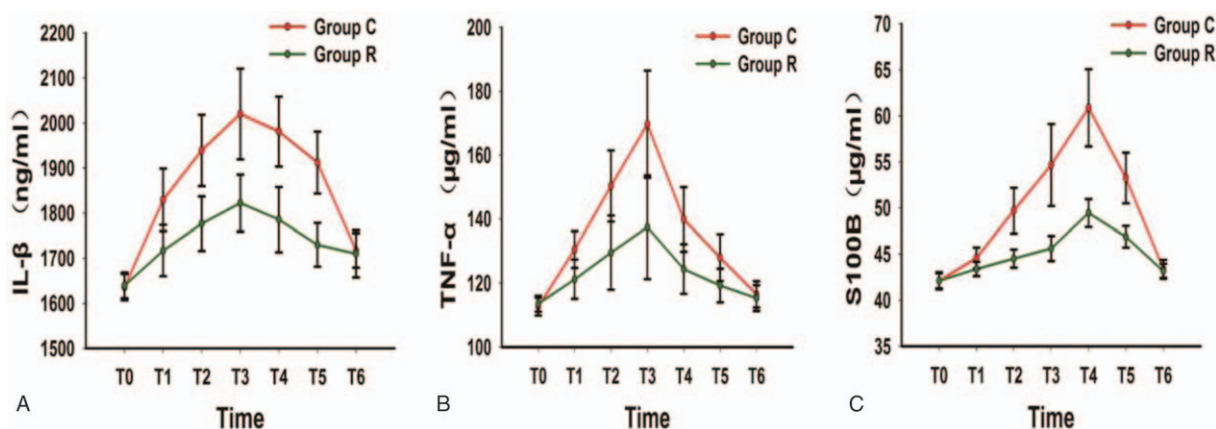 2200
2100
2000
1900
1800
1700
1600
1500
IL-β (ng/ml)
Group C
Group R
T0 T1 T2 T3 T4 T5 T6
A
Time
200
180
160
140
120
100
TNF-α (µg/ml)
Group C
Group R
T0 T1 T2 T3 T4 T5 T6
B
Time
70
65
60
55
50
45
40
35
S100B (µg/ml)
Group C
Group R
T0 T1 T2 T3 T4 T5 T6
C
Time